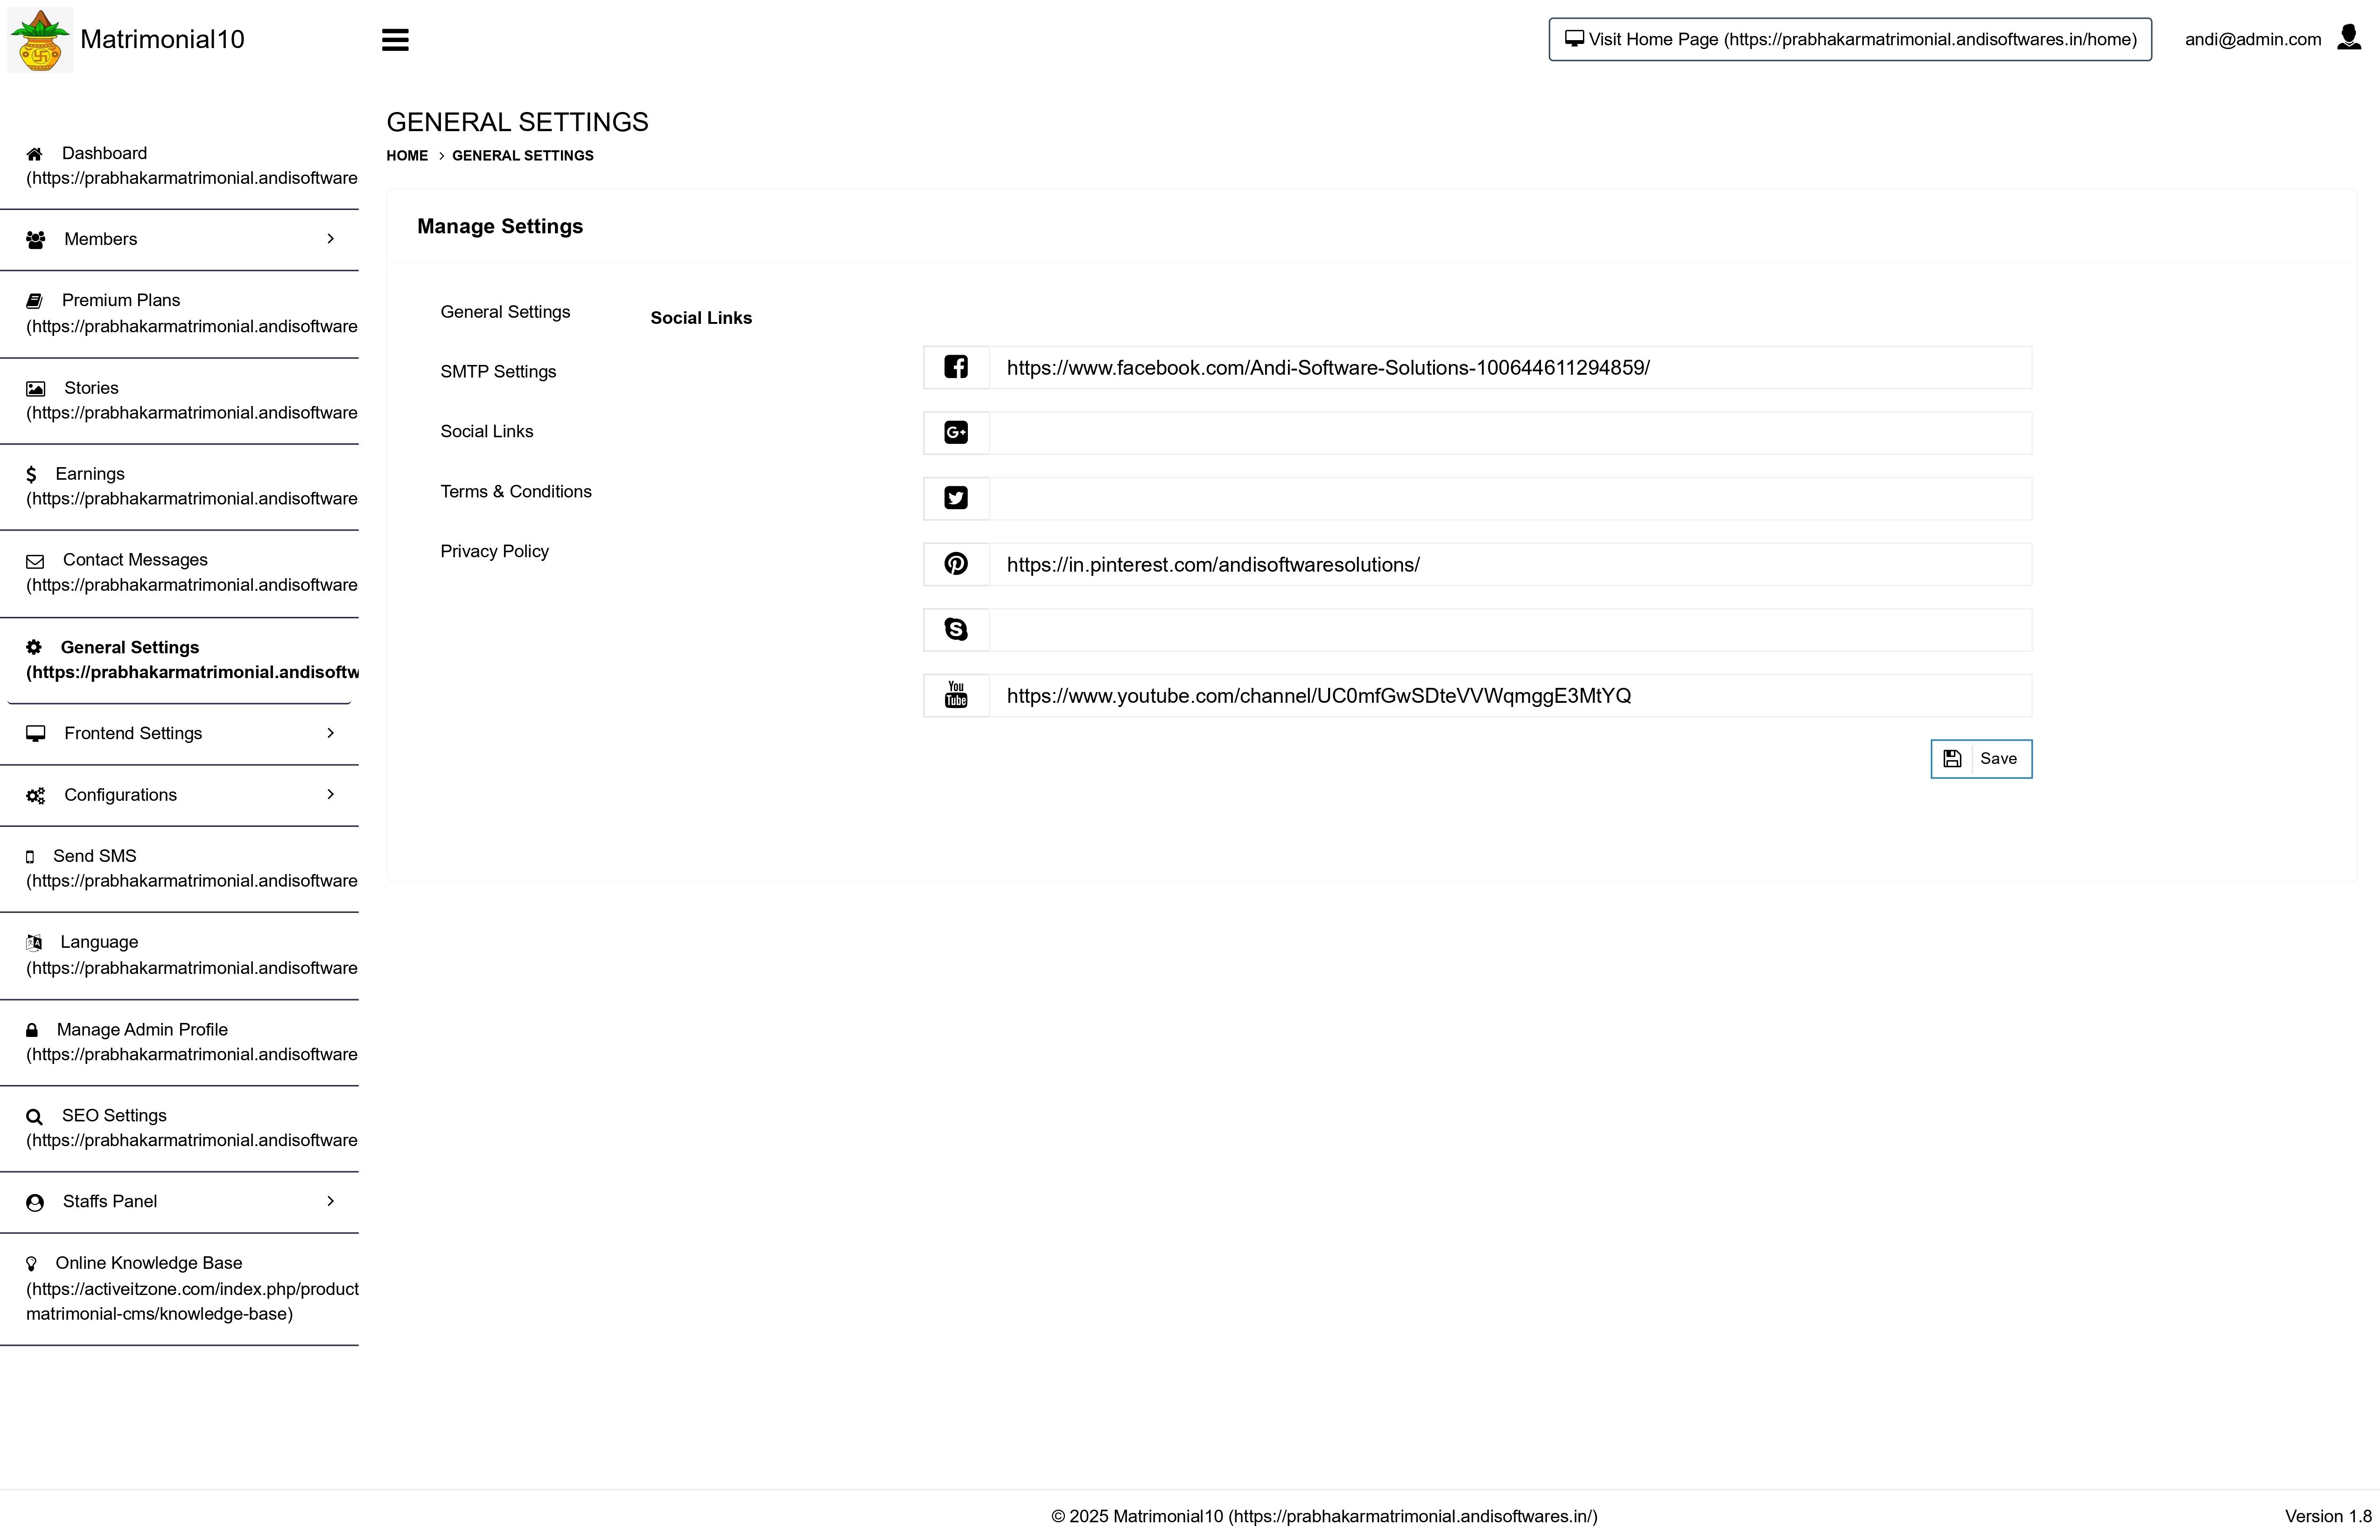 Matrimonial10
Visit Home Page (https://prabhakarmatrimonial.andisoftwares.in/home)
andi@admin.com
Dashboard
(https://prabhakarmatrimonial.andisoftware
Members
Premium Plans
(https://prabhakarmatrimonial.andisoftware
Stories
(https://prabhakarmatrimonial.andisoftware
Earnings
(https://prabhakarmatrimonial.andisoftware
Contact Messages
(https://prabhakarmatrimonial.andisoftware
General Settings
(https://prabhakarmatrimonial.andisoftw
Frontend Settings
Configurations
Send SMS
(https://prabhakarmatrimonial.andisoftware
Language
(https://prabhakarmatrimonial.andisoftware
Manage Admin Profile
(https://prabhakarmatrimonial.andisoftware
SEO Settings
(https://prabhakarmatrimonial.andisoftware
Staffs Panel
Online Knowledge Base
(https://activeitzone.com/index.php/product
matrimonial-cms/knowledge-base)
GENERAL SETTINGS
HOME > GENERAL SETTINGS
Manage Settings
General Settings
SMTP Settings
Social Links
Terms & Conditions
Privacy Policy
Social Links
https://www.facebook.com/Andi-Software-Solutions-100644611294859/
G+
https://in.pinterest.com/andisoftwaresolutions/
You
Tube
https://www.youtube.com/channel/UC0mfGwSDteVVWqmggE3MtYQ
Save
© 2025 Matrimonial10 (https://prabhakarmatrimonial.andisoftwares.in/)
Version 1.8